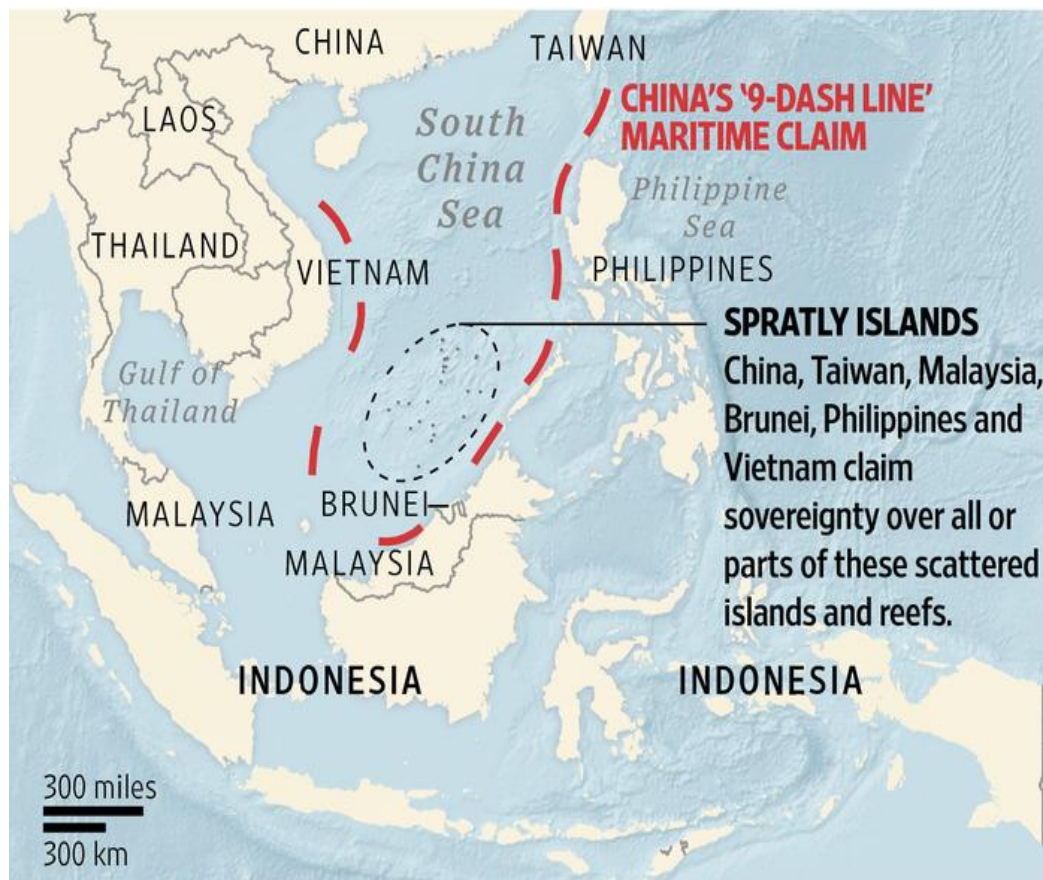 CHINA
TAIWAN
CHINA'S '9-DASH LINE'
MARITIME CLAIM
LAOS
South
China
Sea
Philippine
Sea
THAILAND
VIETNAM
PHILIPPINES
SPRATLY ISLANDS
China, Taiwan, Malaysia,
Brunei, Philippines and
Vietnam claim
sovereignty over all or
parts of these scattered
islands and reefs.
Gulf of
Thailand
MALAYSIA
BRUNEI
MALAYSIA
INDONESIA
INDONESIA
300 miles
300 km